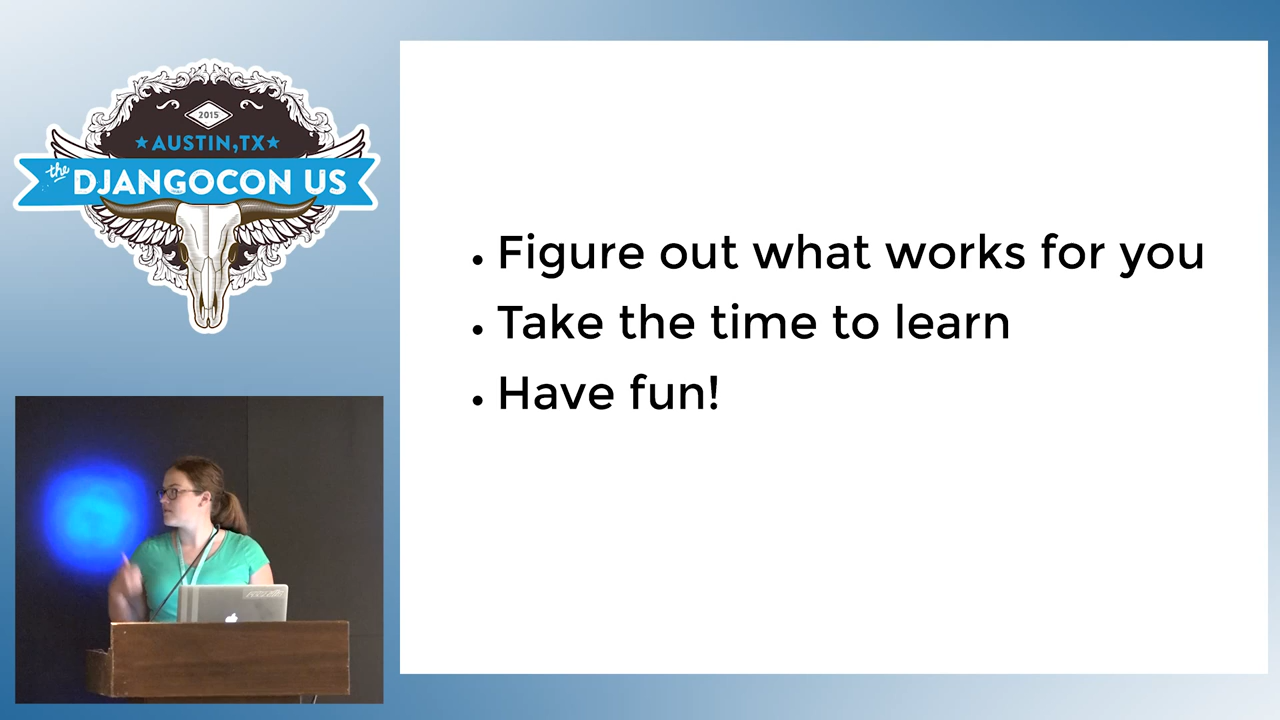 2015
AUSTIN, TX
the
DJANGOCON US
• Figure out what works for you
• Take the time to learn
• Have fun!